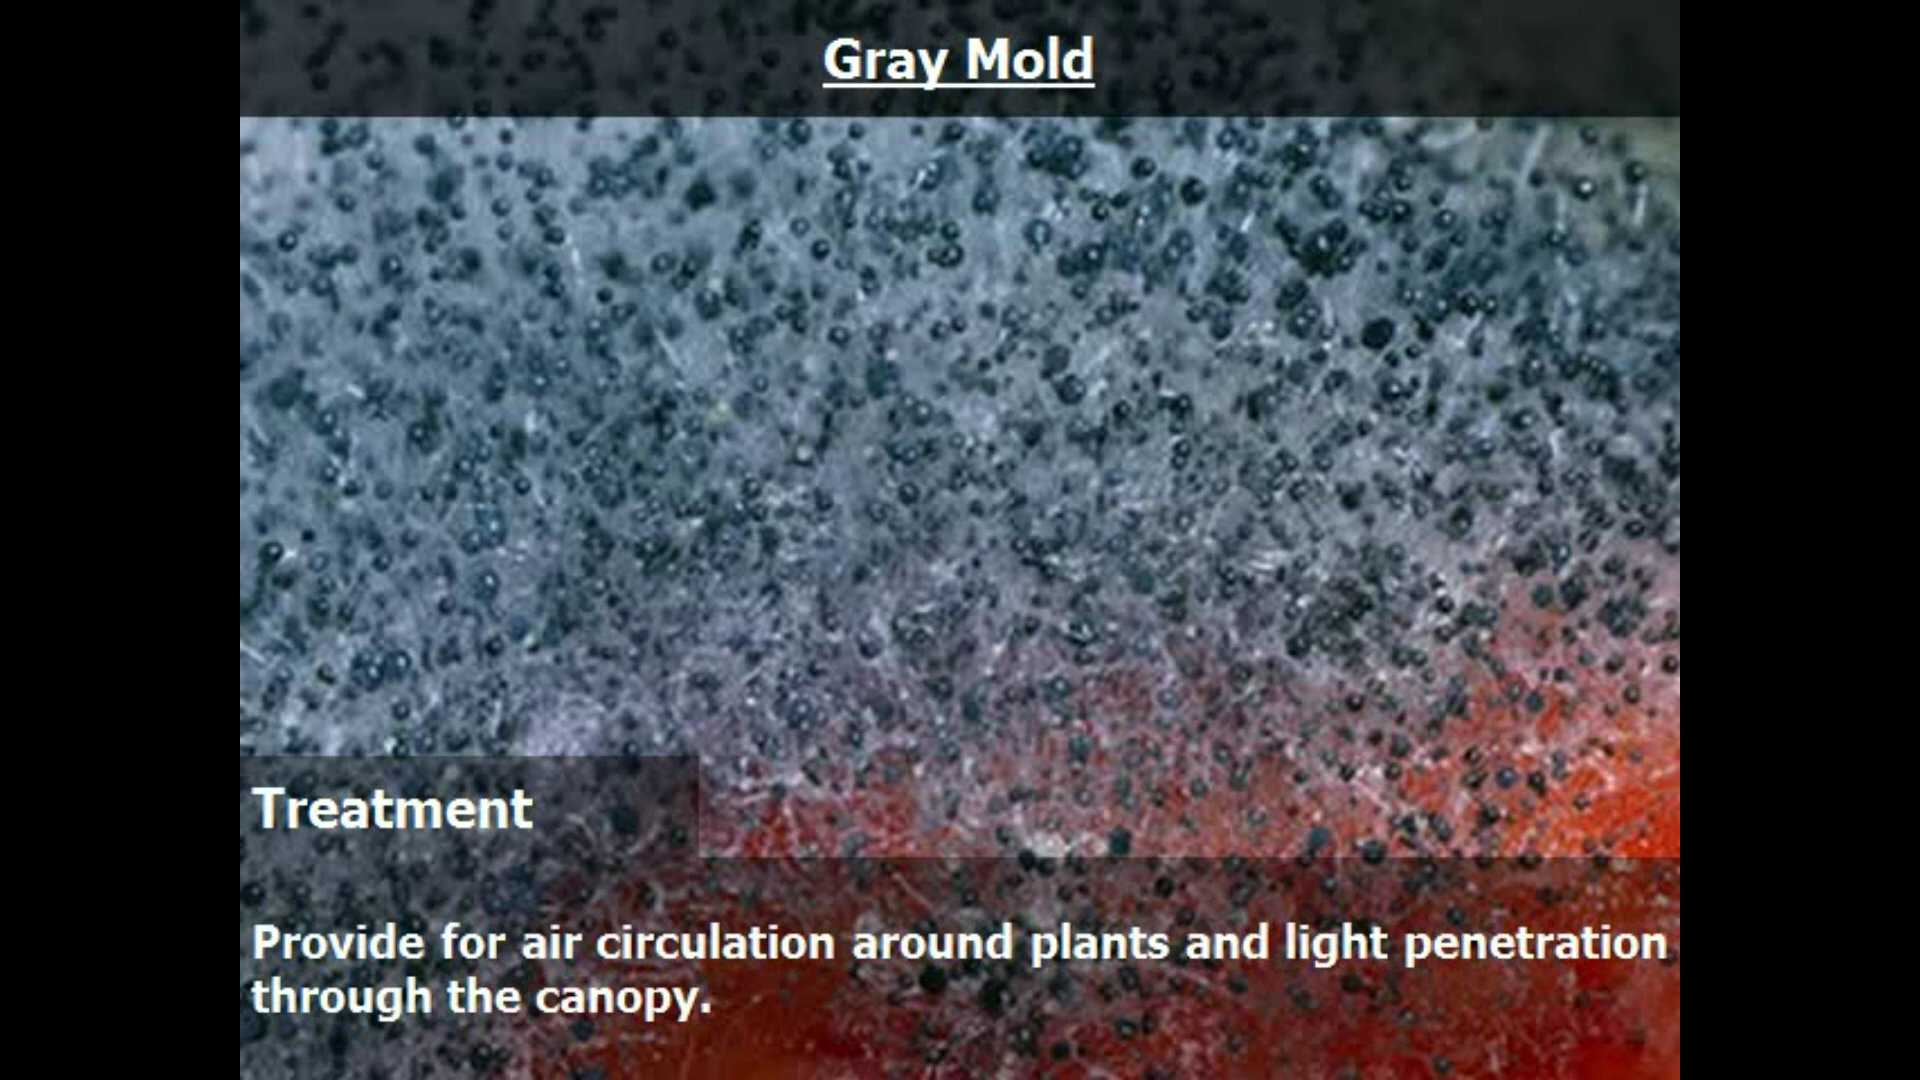 Gray Mold
Treatment
Provide for air circulation around plants and light penetration
through the canopy.